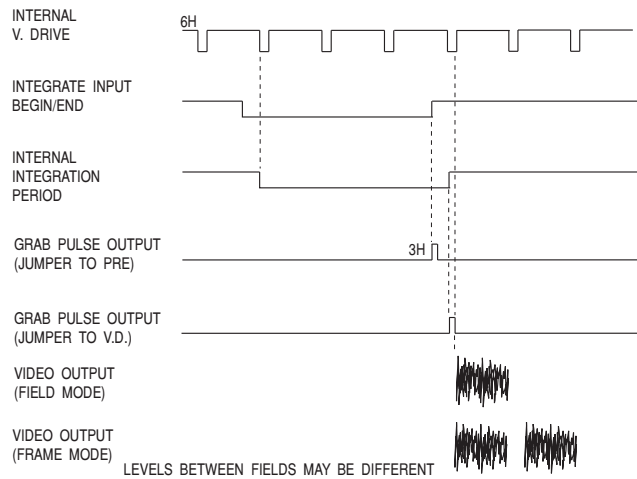 INTERNAL
V. DRIVE
6H
INTEGRATE INPUT
BEGIN/END
INTERNAL
INTEGRATION
PERIOD
GRAB PULSE OUTPUT
(JUMPER TO PRE)
3H
GRAB PULSE OUTPUT
(JUMPER TO V.D.)
VIDEO OUTPUT
(FIELD MODE)
VIDEO OUTPUT
(FRAME MODE)
LEVELS BETWEEN FIELDS MAY BE DIFFERENT